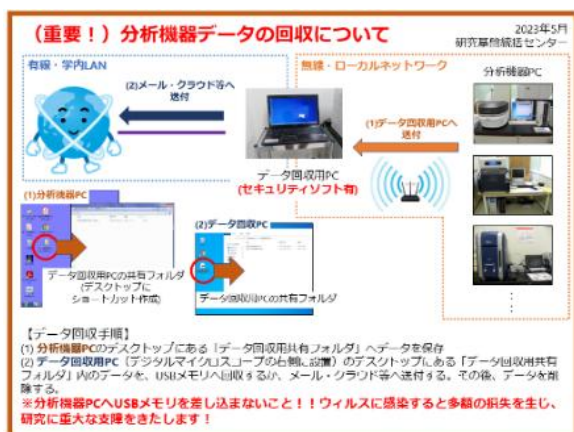 （重要！）分析機器データの回収について
2023年5月
研究基盤統括センター
有線・学内LAN
(2)メール・クラウド等へ
送付
無線・ローカルネットワーク
分析機器PC
(1)データ回収用PCへ
送付
データ回収用PC
(セキュリティソフト有)
(1)分析機器PC
データ回収用PCの共有フォルダ
(デスクトップに
ショートカット作成)
(2)データ回収PC
データ回収用PCの共有フォルダ
【データ回収手順】
(1) 分析機器PCのデスクトップにある「データ回収用共有フォルダ」へデータを保存
(2) データ回収用PC（デジタルマイクロスコープの右側に設置）のデスクトップにある「データ回収用共有
フォルダ」内のデータを、USBメモリへ回収するか、メール・クラウド等へ送付する。その後、データを削
除する。
※分析機器PCへUSBメモリを差し込まないこと！！ウィルスに感染すると多額の損失を生じ、
研究に重大な支障をきたします！